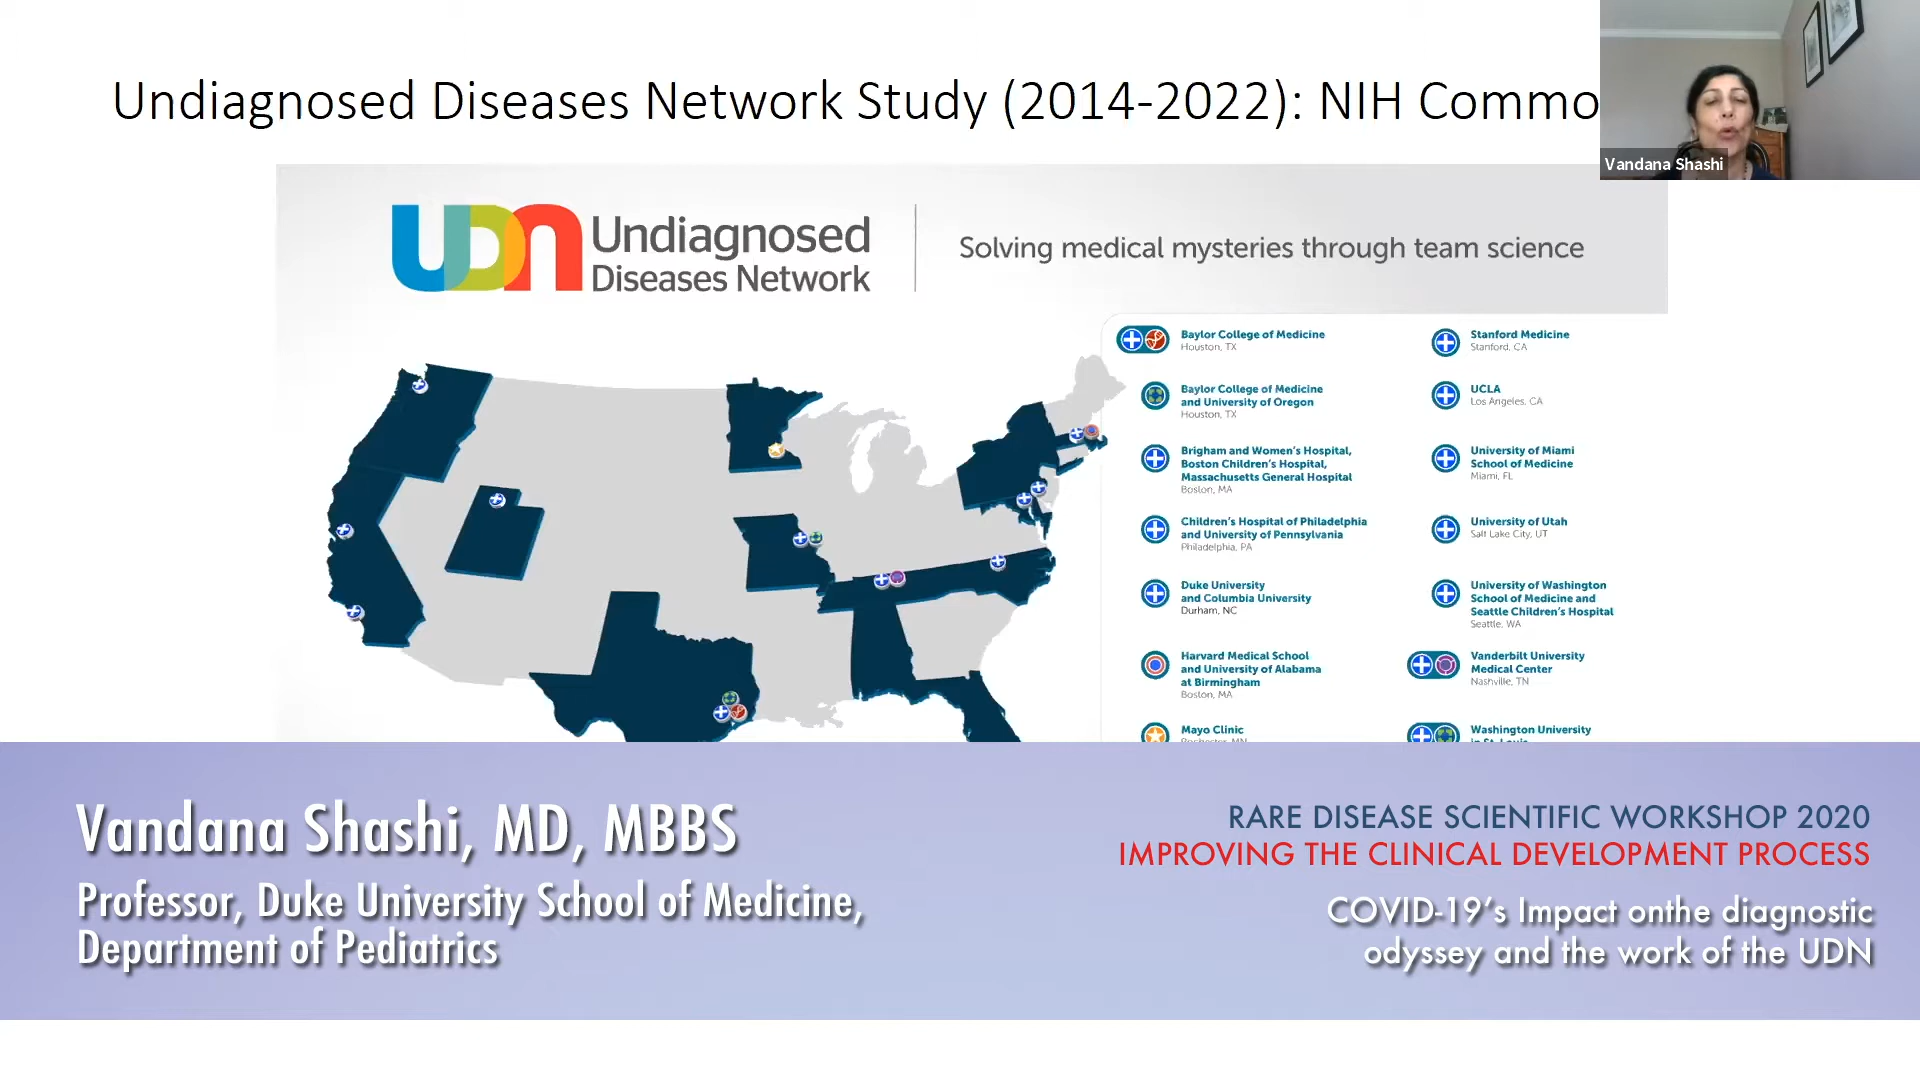 Undiagnosed Diseases Network Study (2014-2022): NIH Commo
Vandana Shashi
UDN
Undiagnosed
Diseases Network
Solving medical mysteries through team science
Baylor College of Medicine
Houston, TX
Baylor College of Medicine
and University of Oregon
Houston, TX
Brigham and Women's Hospital,
Boston Children's Hospital,
Massachusetts General Hospital
Boston, MA
Children's Hospital of Philadelphia
and University of Pennsylvania
Philadelphia, PA
Duke University
and Columbia University
Durham, NC
Harvard Medical School
and University of Alabama
at Birmingham
Boston, MA
Mayo Clinic
Rochester, MN
Stanford Medicine
Stanford, CA
UCLA
Los Angeles, CA
University of Miami
School of Medicine
Miami, FL
University of Utah
Salt Lake City, UT
University of Washington
School of Medicine and
Seattle Children's Hospital
Seattle, WA
Vanderbilt University
Medical Center
Nashville, TN
Washington University
in St. Louis
Vandana Shashi, MD, MBBS
Professor, Duke University School of Medicine,
Department of Pediatrics
RARE DISEASE SCIENTIFIC WORKSHOP 2020
IMPROVING THE CLINICAL DEVELOPMENT PROCESS
COVID-19's Impact onthe diagnostic
odyssey and the work of the UDN